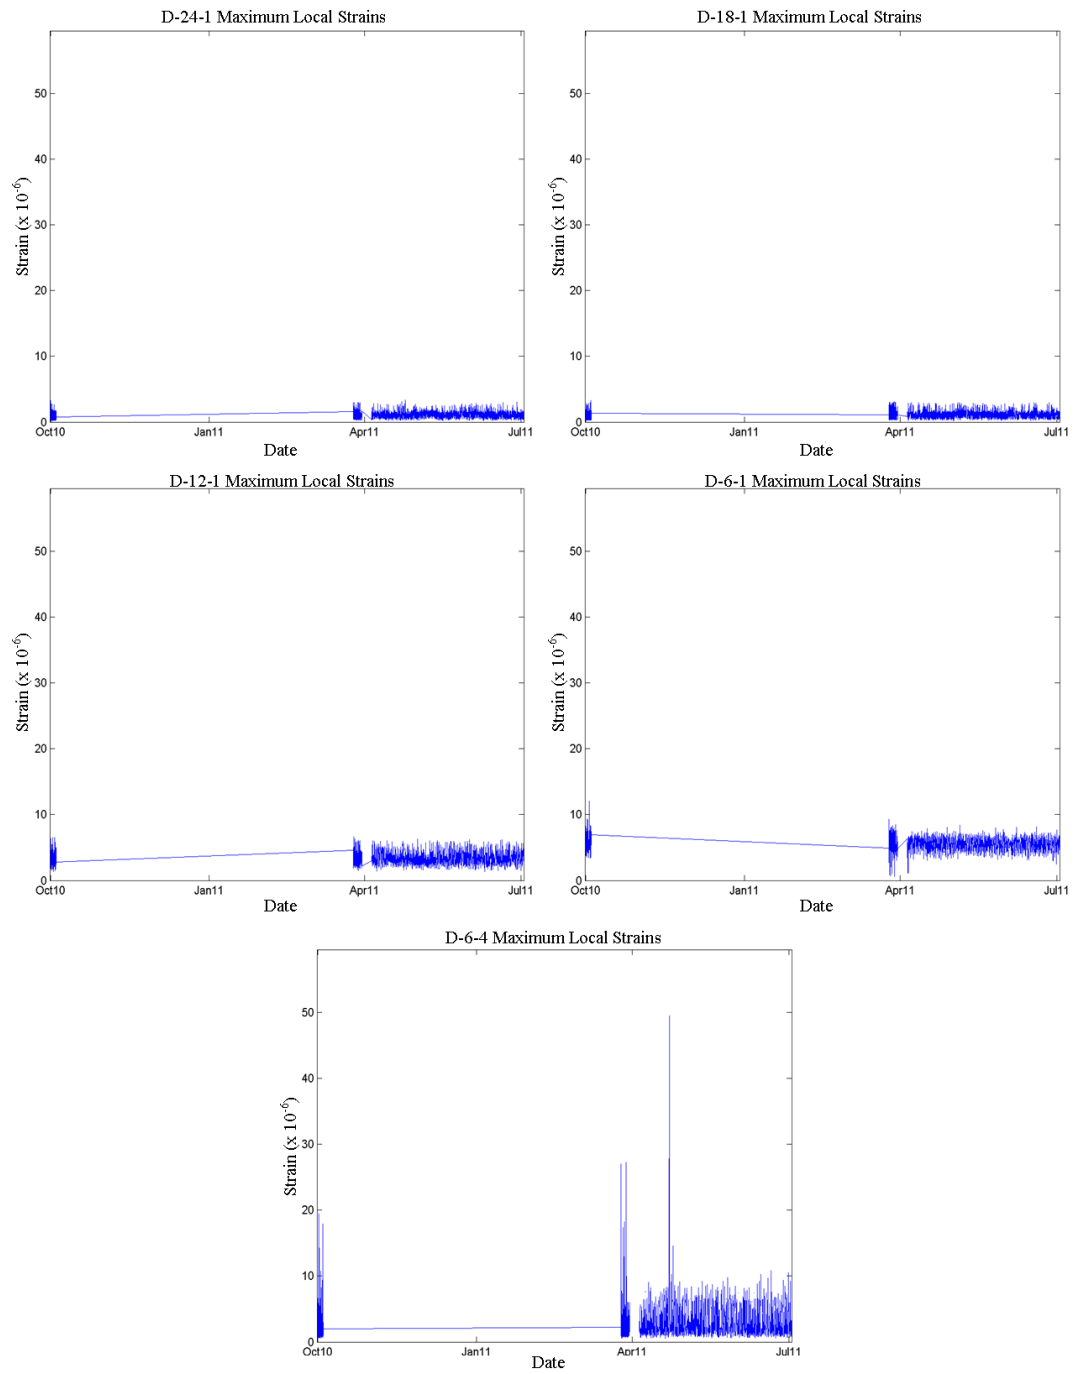 D-24-1 Maximum Local Strains
Strain (x 10⁻⁶)
50
40
30
20
10
0
Oct10 Jan11 Apr11 Jul11
Date
D-18-1 Maximum Local Strains
Strain (x 10⁻⁶)
50
40
30
20
10
0
Oct10 Jan11 Apr11 Jul11
Date
D-12-1 Maximum Local Strains
Strain (x 10⁻⁶)
50
40
30
20
10
0
Oct10 Jan11 Apr11 Jul11
Date
D-6-1 Maximum Local Strains
Strain (x 10⁻⁶)
50
40
30
20
10
0
Oct10 Jan11 Apr11 Jul11
Date
D-6-4 Maximum Local Strains
Strain (x 10⁻⁶)
50
40
30
20
10
0
Oct10 Jan11 Apr11 Jul11
Date